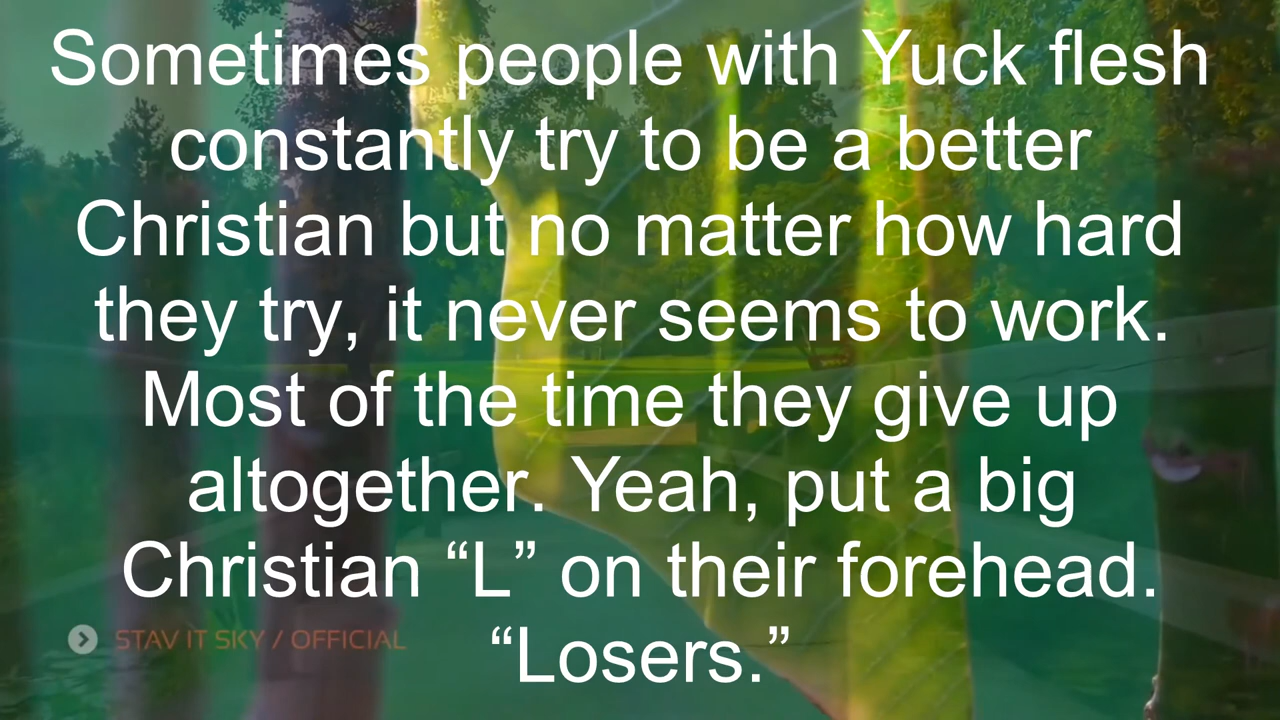 Sometimes people with Yuck flesh
constantly try to be a better
Christian but no matter how hard
they try, it never seems to work.
Most of the time they give up
altogether. Yeah, put a big
Christian “L” on their forehead.
“Losers.”
STAV IT SKY / OFFICIAL